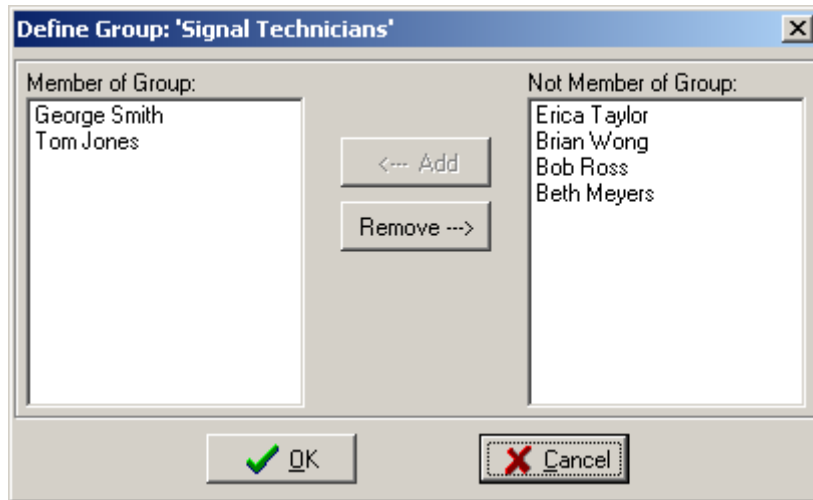 Define Group: 'Signal Technicians'
Member of Group:
George Smith
Tom Jones
<--- Add
Remove --->
Not Member of Group:
Erica Taylor
Brian Wong
Bob Ross
Beth Meyers
OK
Cancel